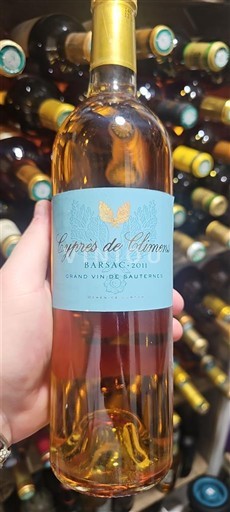 Cyprès de Climens
BARSAC • 2011
GRAND VIN DE SAUTERNES